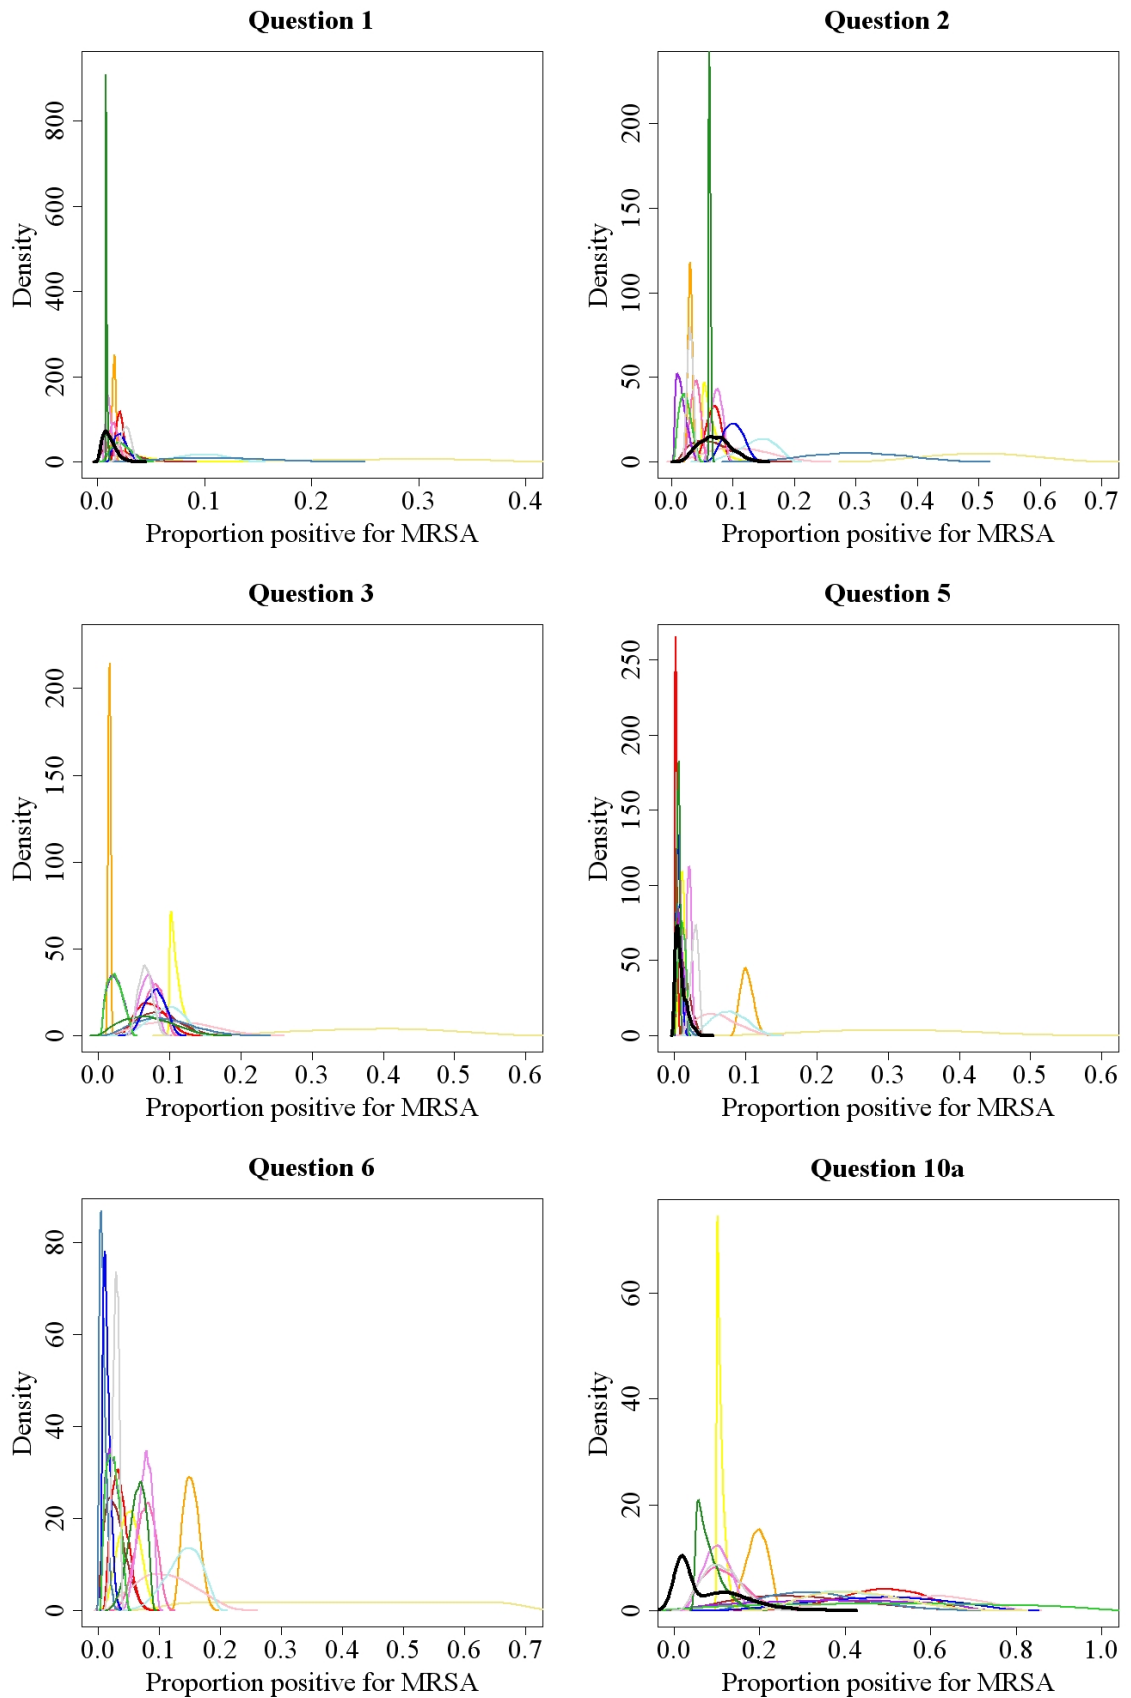 Question 1
Question 2
Density
0 200 400 600 800
0.0 0.1 0.2 0.3 0.4
Proportion positive for MRSA
Density
0 50 100 150 200
0.0 0.1 0.2 0.3 0.4 0.5 0.6 0.7
Proportion positive for MRSA
Question 3
Question 5
Density
0 50 100 150 200
0.0 0.1 0.2 0.3 0.4 0.5 0.6
Proportion positive for MRSA
Density
0 50 100 150 200 250
0.0 0.1 0.2 0.3 0.4 0.5 0.6
Proportion positive for MRSA
Question 6
Question 10a
Density
0 20 40 60 80
0.0 0.1 0.2 0.3 0.4 0.5 0.6 0.7
Proportion positive for MRSA
Density
0 20 40 60
0.0 0.2 0.4 0.6 0.8 1.0
Proportion positive for MRSA